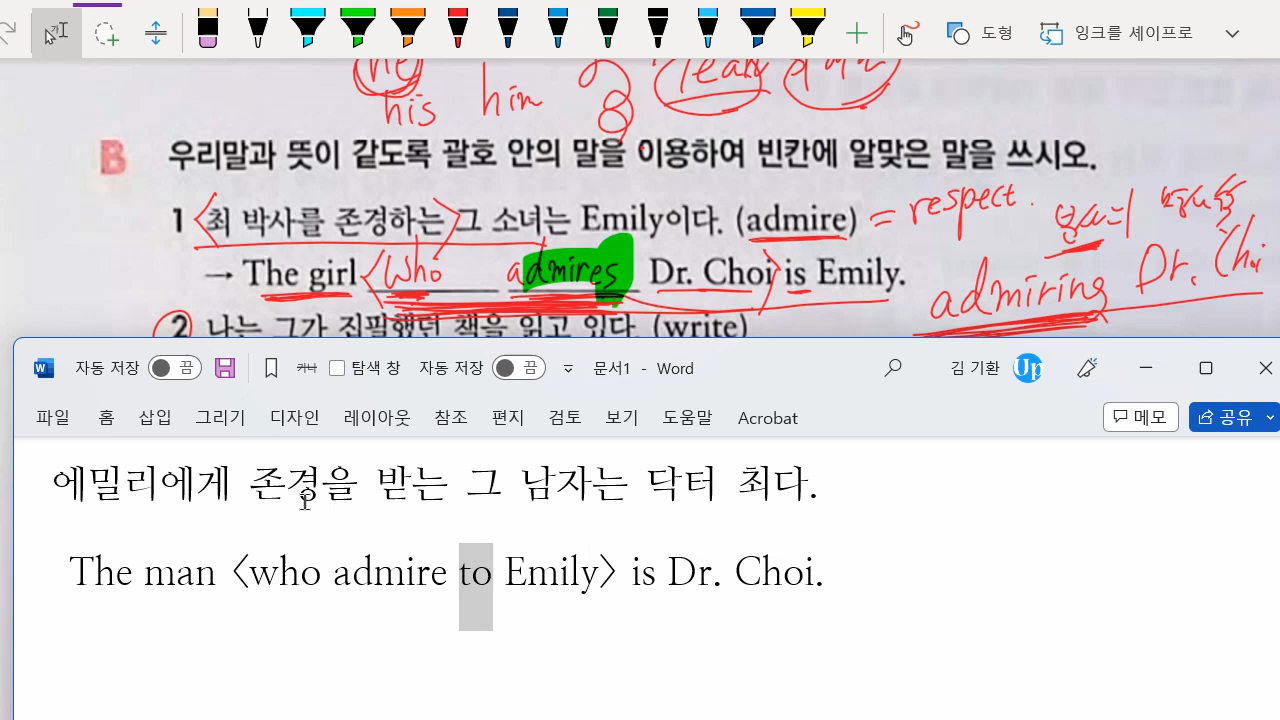 도형
잉크를 셰이프로
he
his him
B 우리말과 뜻이 같도록 괄호 안의 말을 이용하여 빈칸에 알맞은 말을 쓰시오.
1 <최 박사를 존경하는> 그 소녀는 Emily이다. (admire) = respect.
→ The girl <who admires Dr. Choi> is Emily.
admiring Dr. Choi
2 나는 그가 집필했던 책을 읽고 있다. (write)
자동 저장 끔 탐색 창 자동 저장 끔 문서1 - Word 김 기환 Up
파일 홈 삽입 그리기 디자인 레이아웃 참조 편지 검토 보기 도움말 Acrobat 메모 공유
에밀리에게 존경을 받는 그 남자는 닥터 최다.
The man <who admire to Emily> is Dr. Choi.